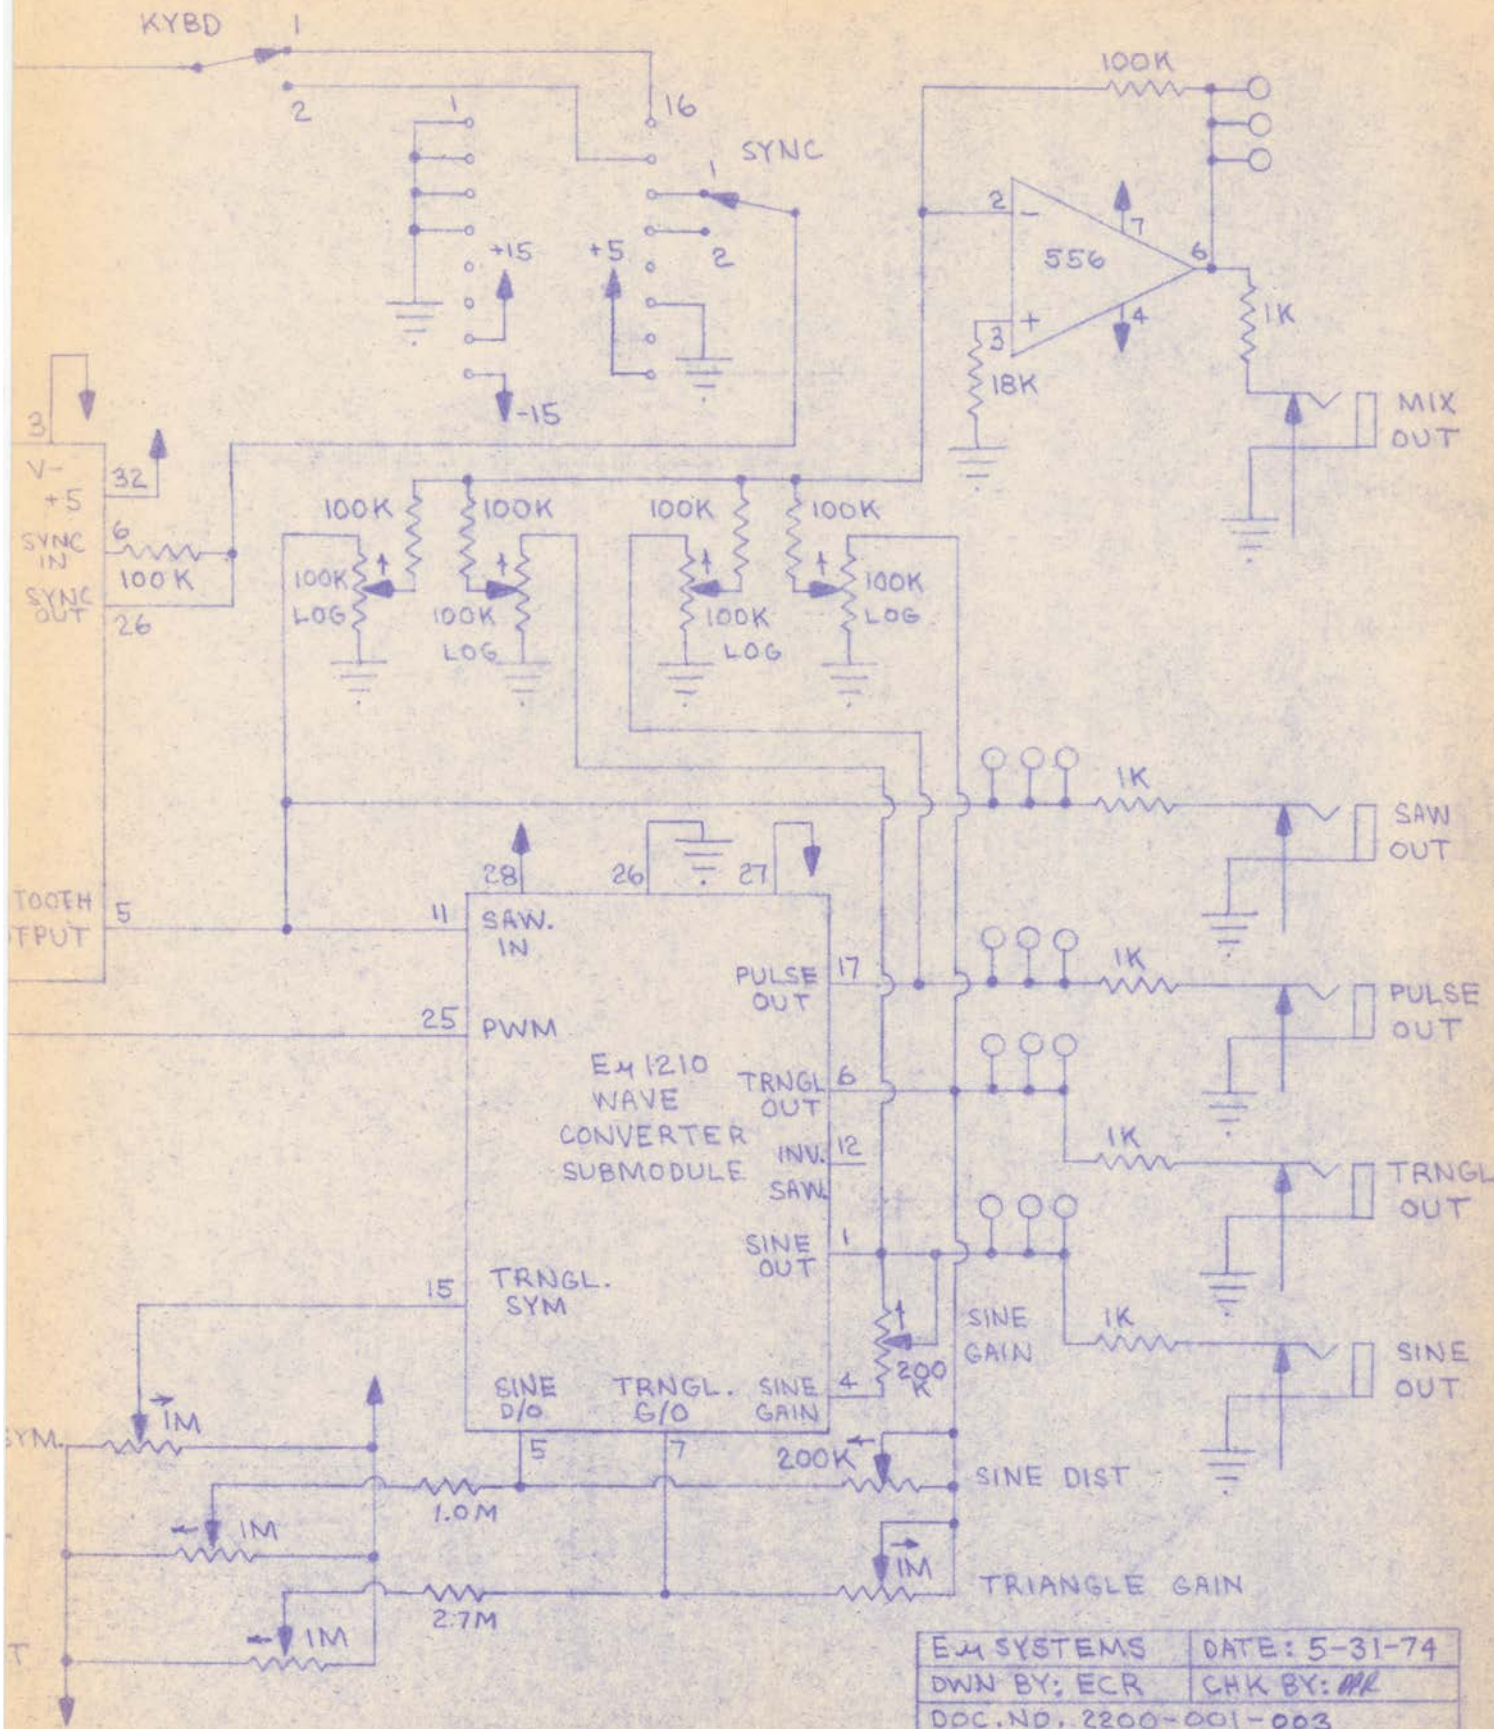 KYBD
1
2
1
16
SYNC
1
2
+15
+5
-15
100K
2
-
7
556
6
3
+
4
18K
1K
MIX
OUT
3
V-
+5
32
SYNC
IN
6
100K
SYNC
OUT
26
100K
100K
100K
100K
100K
LOG
100K
LOG
100K
LOG
100K
LOG
1K
SAW
OUT
28
26
27
TOOTH
TPUT
5
11
SAW.
IN
PULSE
OUT
17
1K
PULSE
OUT
25
PWM
Eμ 1210
WAVE
CONVERTER
SUBMODULE
TRNGL
OUT
6
INV.
SAW.
12
1K
TRNGL
OUT
SINE
OUT
1
15
TRNGL.
SYM
SINE
GAIN
200
K
1K
SINE
OUT
SINE
D/O
TRNGL.
G/O
SINE
GAIN
4
5
7
SYM.
1M
200K
SINE DIST
1.0M
1M
1M
TRIANGLE GAIN
2.7M
1M
T
Eμ SYSTEMS
DATE: 5-31-74
DWN BY: ECR
CHK BY:
DOC. NO. 2200-001-003